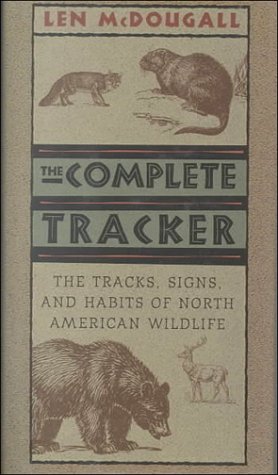 LEN MCDOUGALL
THE COMPLETE
TRACKER
THE TRACKS, SIGNS,
AND HABITS OF NORTH
AMERICAN WILDLIFE